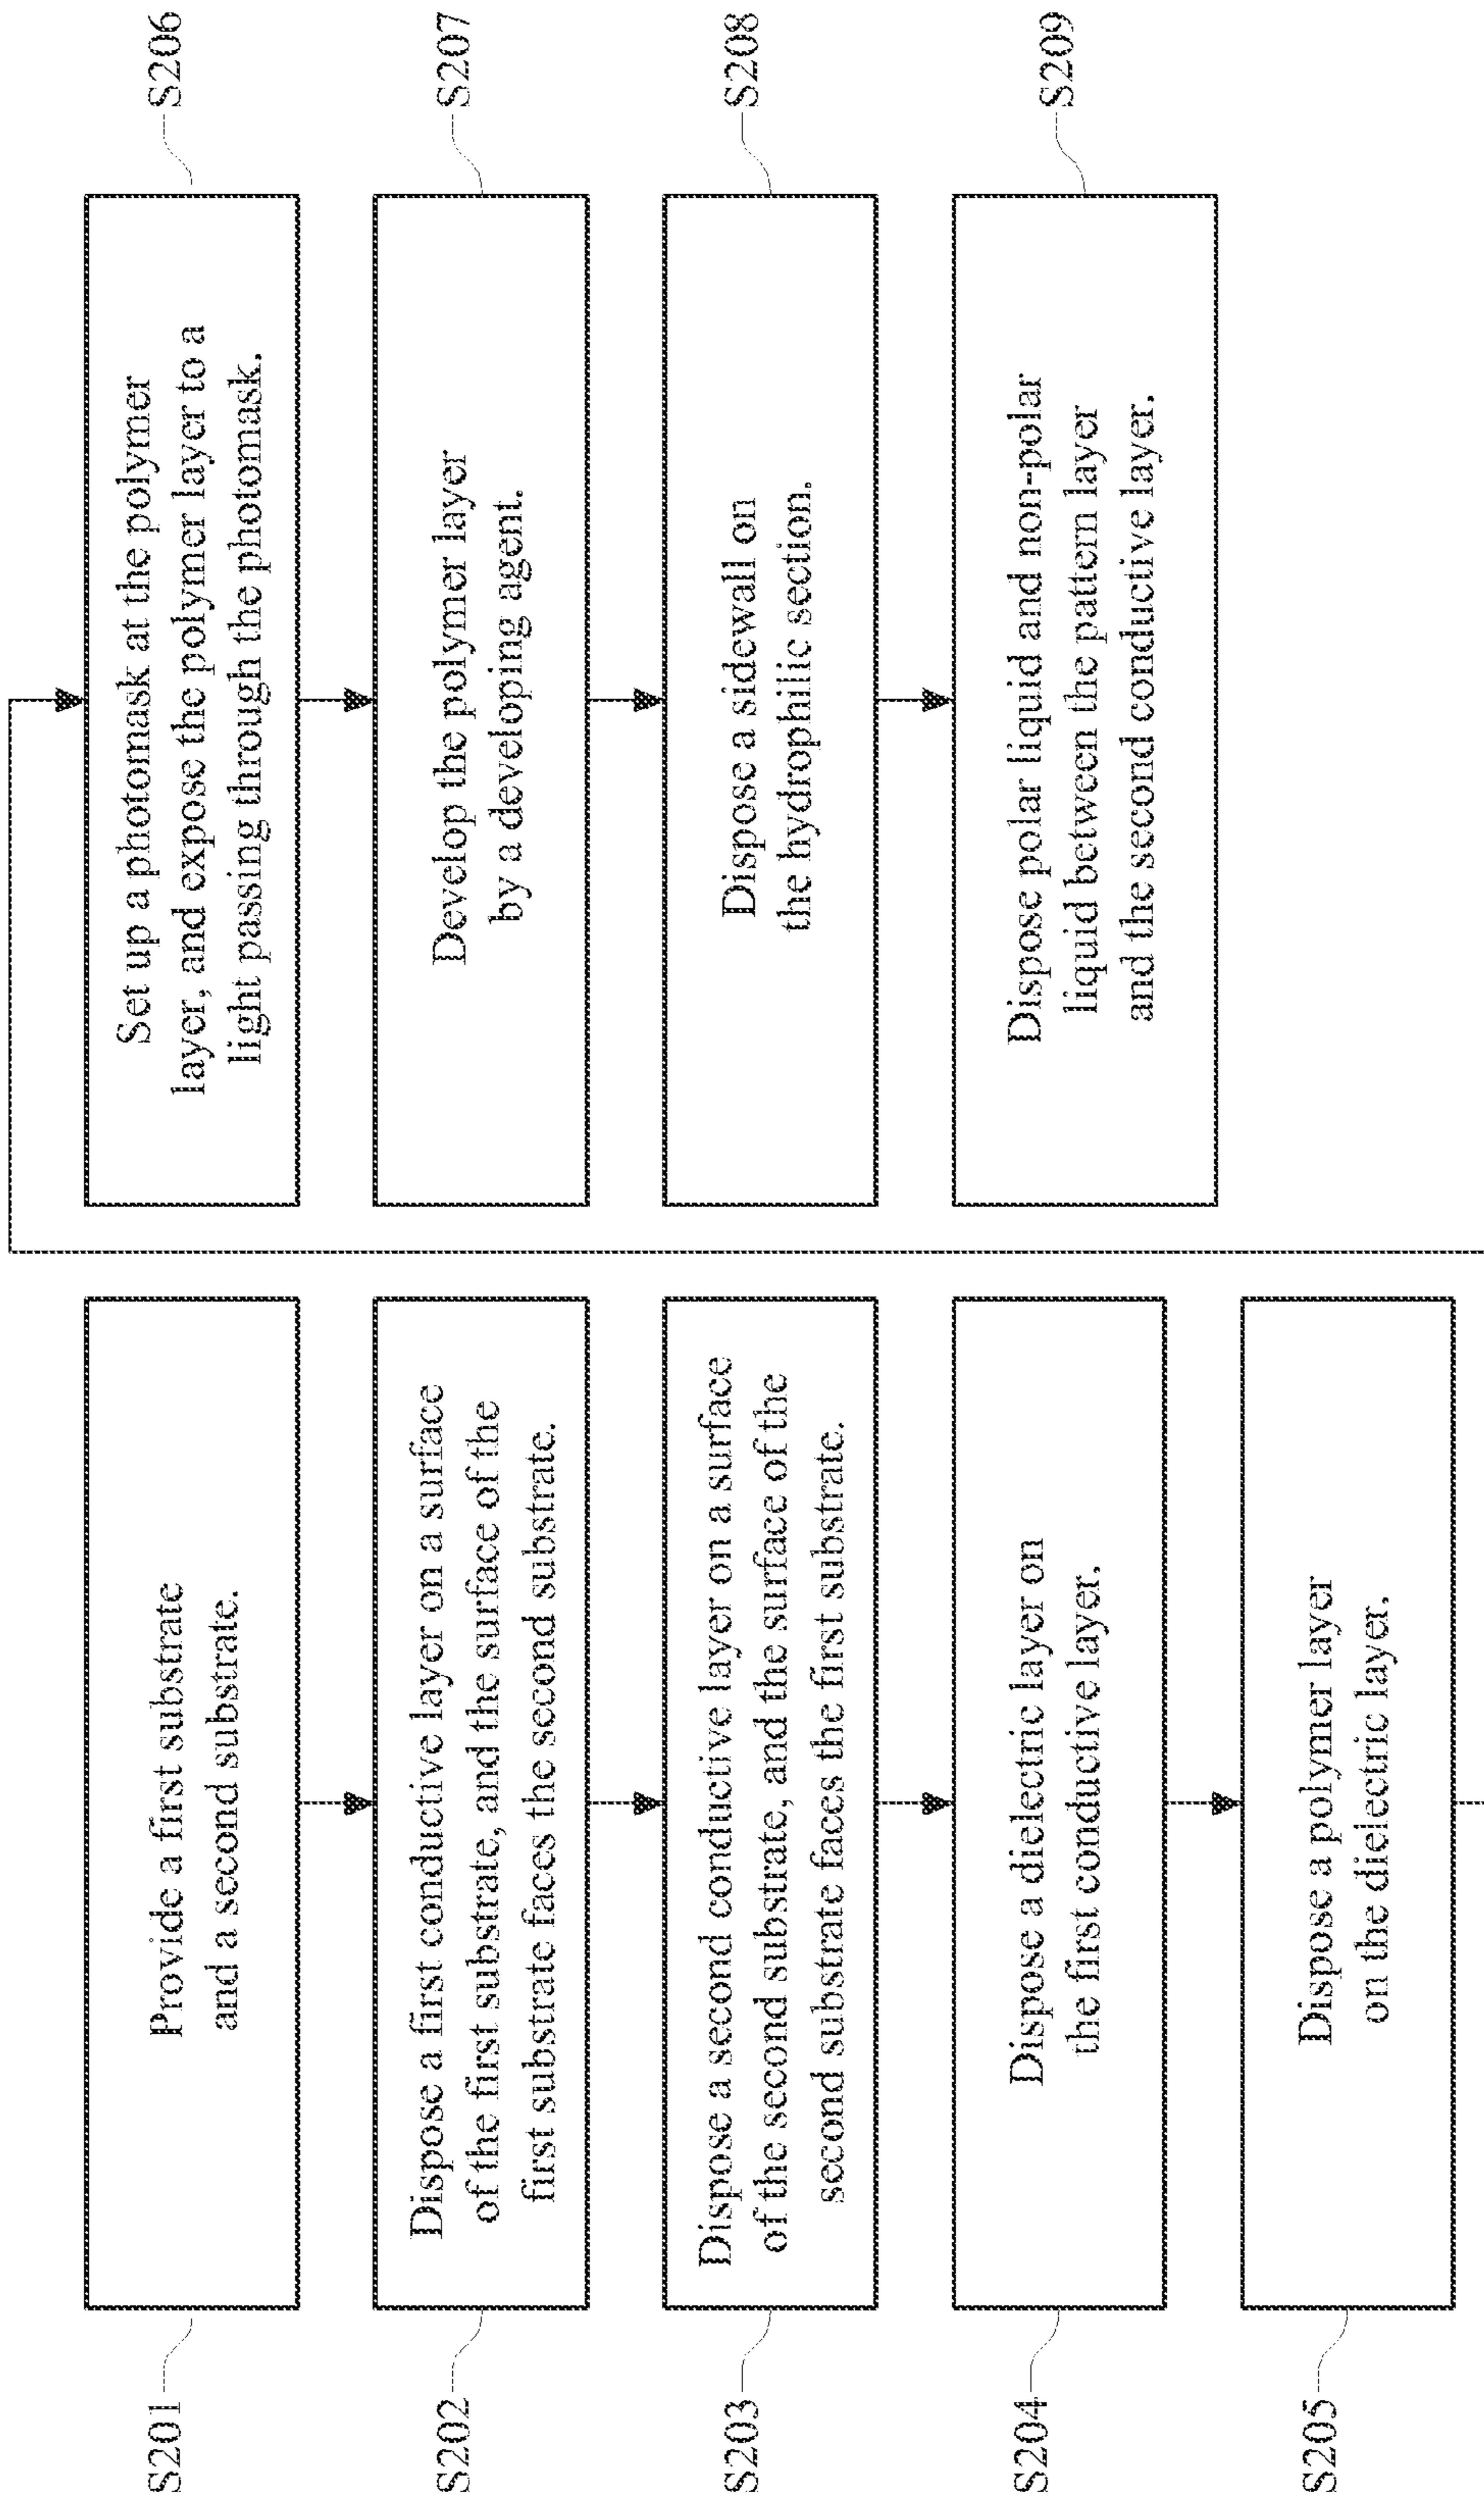 S201
Provide a first substrate
and a second substrate.
S202
Dispose a first conductive layer on a surface
of the first substrate, and the surface of the
first substrate faces the second substrate.
S203
Dispose a second conductive layer on a surface
of the second substrate, and the surface of the
second substrate faces the first substrate.
S204
Dispose a dielectric layer on
the first conductive layer.
S205
Dispose a polymer layer
on the dielectric layer.
S206
Set up a photomask at the polymer
layer, and expose the polymer layer to a
light passing through the photomask.
S207
Develop the polymer layer
by a developing agent.
S208
Dispose a sidewall on
the hydrophilic section.
S209
Dispose polar liquid and non-polar
liquid between the pattern layer
and the second conductive layer.